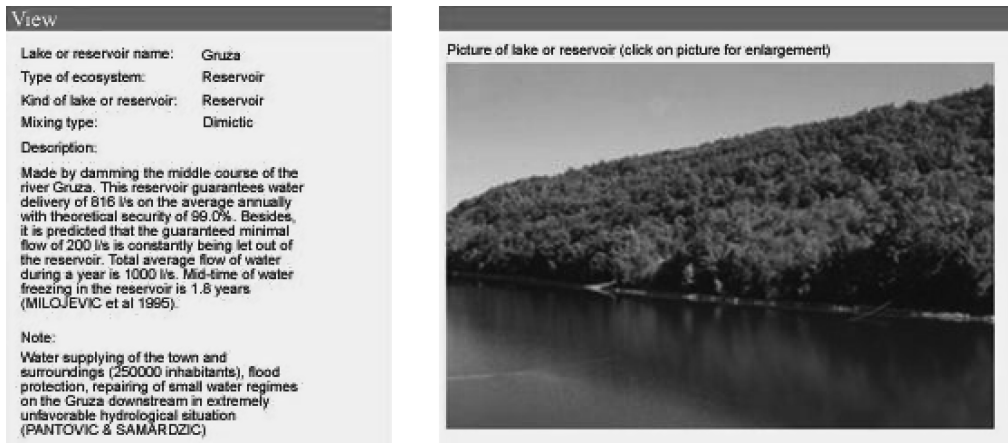 View
Lake or reservoir name: Gruza
Type of ecosystem: Reservoir
Kind of lake or reservoir: Reservoir
Mixing type: Dimictic
Description:
Made by damming the middle course of the
river Gruza. This reservoir guarantees water
delivery of 816 l/s on the average annually
with theoretical security of 99.0%. Besides,
it is predicted that the guaranteed minimal
flow of 200 l/s is constantly being let out of
the reservoir. Total average flow of water
during a year is 1000 l/s. Mid-time of water
freezing in the reservoir is 1.8 years
(MILOJEVIC et al 1995).
Note:
Water supplying of the town and
surroundings (250000 inhabitants), flood
protection, repairing of small water regimes
on the Gruza downstream in extremely
unfavorable hydrological situation
(PANTOVIC & SAMARDZIC)
Picture of lake or reservoir (click on picture for enlargement)